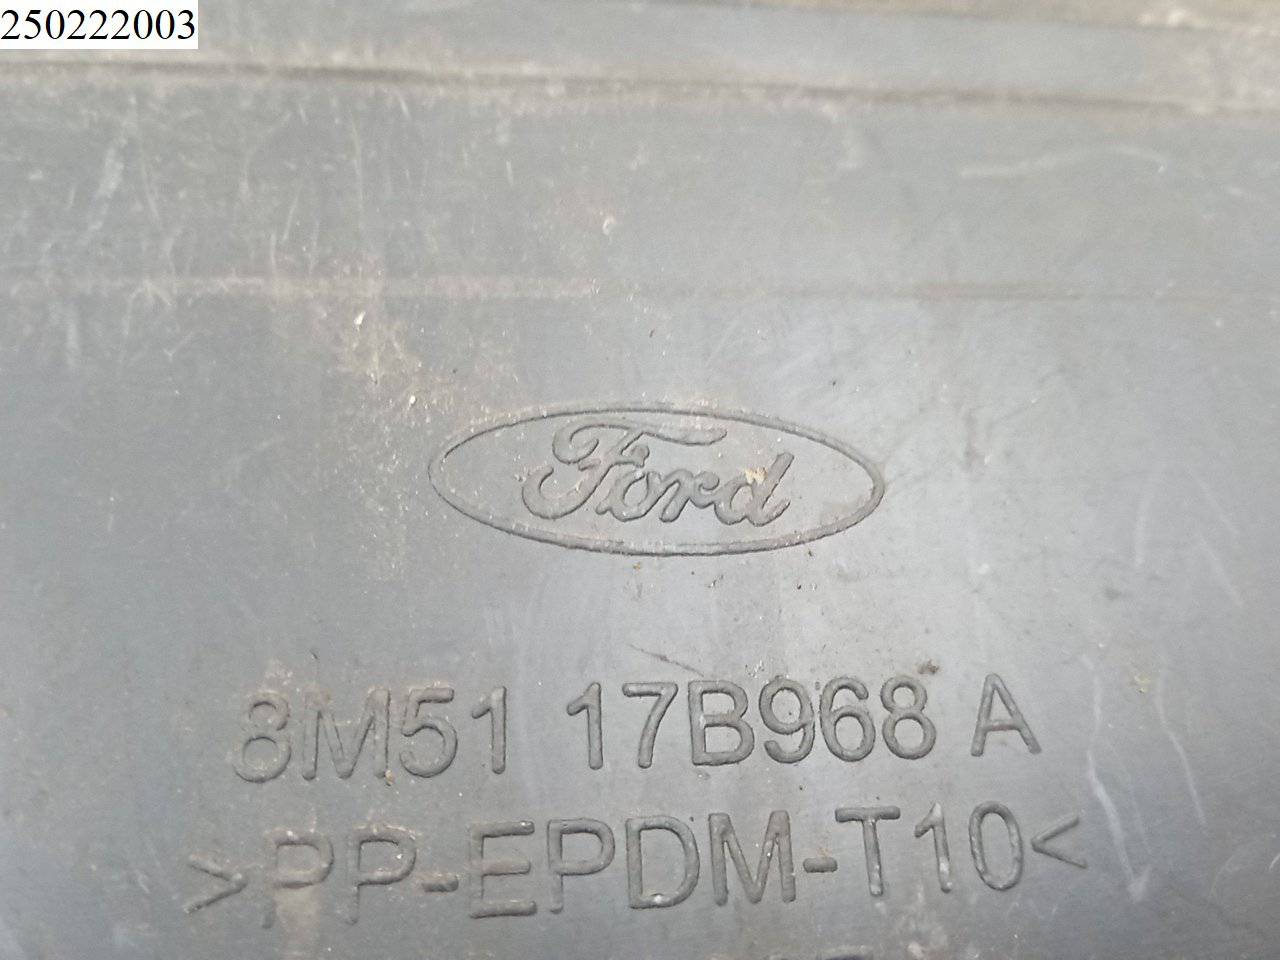 250222003
Ford
8M51 17B968 A
>PP-EPDM-T10<